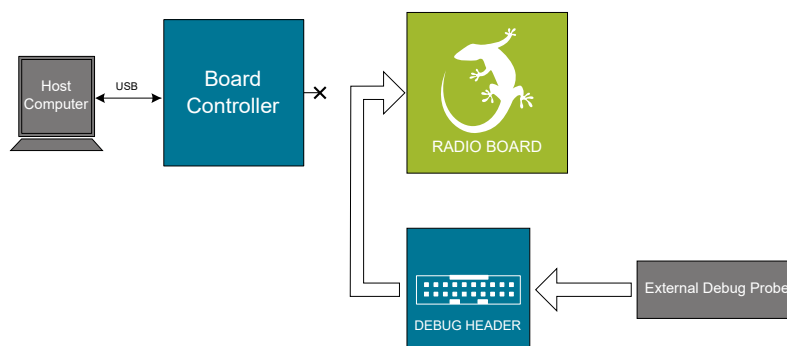 Host
Computer
USB
Board
Controller
RADIO BOARD
DEBUG HEADER
External Debug Probe